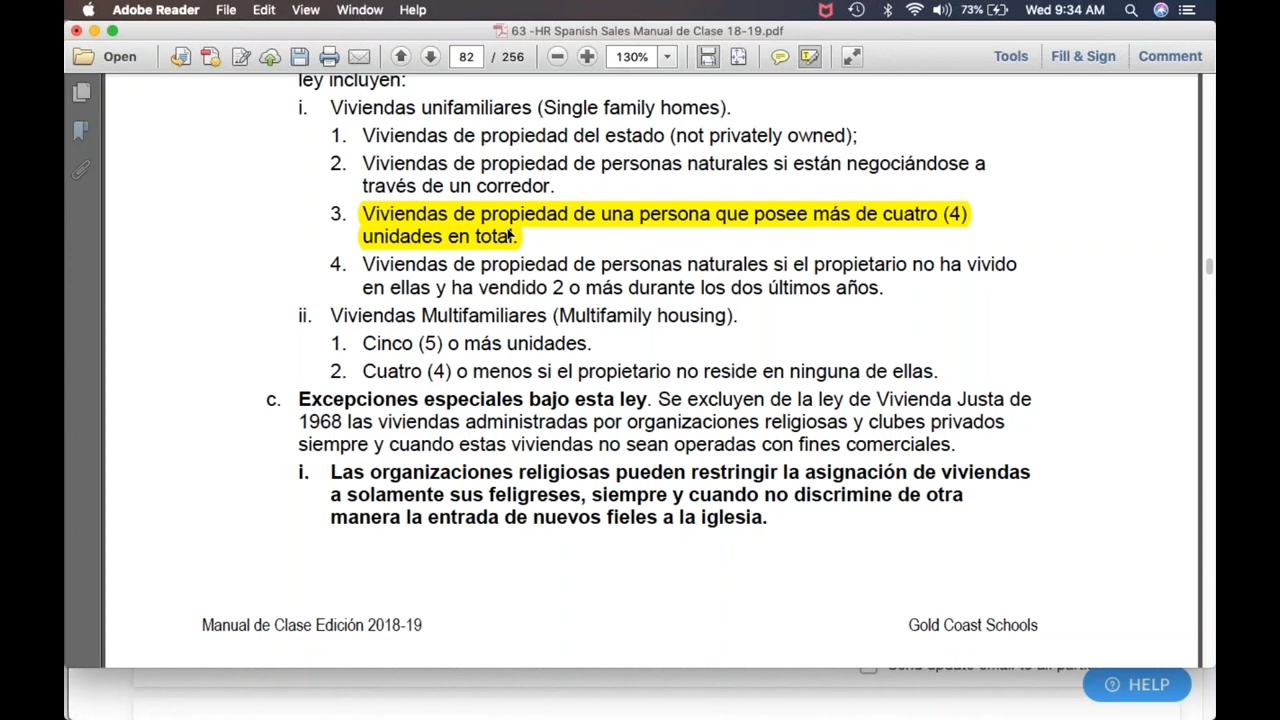 Adobe Reader File Edit View Window Help 73% Wed 9:34 AM
63 -HR Spanish Sales Manual de Clase 18-19.pdf
Open 82 / 256 130% Tools Fill & Sign Comment
ley incluyen:
i. Viviendas unifamiliares (Single family homes).
1. Viviendas de propiedad del estado (not privately owned);
2. Viviendas de propiedad de personas naturales si están negociándose a
través de un corredor.
3. Viviendas de propiedad de una persona que posee más de cuatro (4)
unidades en total.
4. Viviendas de propiedad de personas naturales si el propietario no ha vivido
en ellas y ha vendido 2 o más durante los dos últimos años.
ii. Viviendas Multifamiliares (Multifamily housing).
1. Cinco (5) o más unidades.
2. Cuatro (4) o menos si el propietario no reside en ninguna de ellas.
c. Excepciones especiales bajo esta ley. Se excluyen de la ley de Vivienda Justa de
1968 las viviendas administradas por organizaciones religiosas y clubes privados
siempre y cuando estas viviendas no sean operadas con fines comerciales.
i. Las organizaciones religiosas pueden restringir la asignación de viviendas
a solamente sus feligreses, siempre y cuando no discrimine de otra
manera la entrada de nuevos fieles a la iglesia.
Manual de Clase Edición 2018-19 Gold Coast Schools
HELP